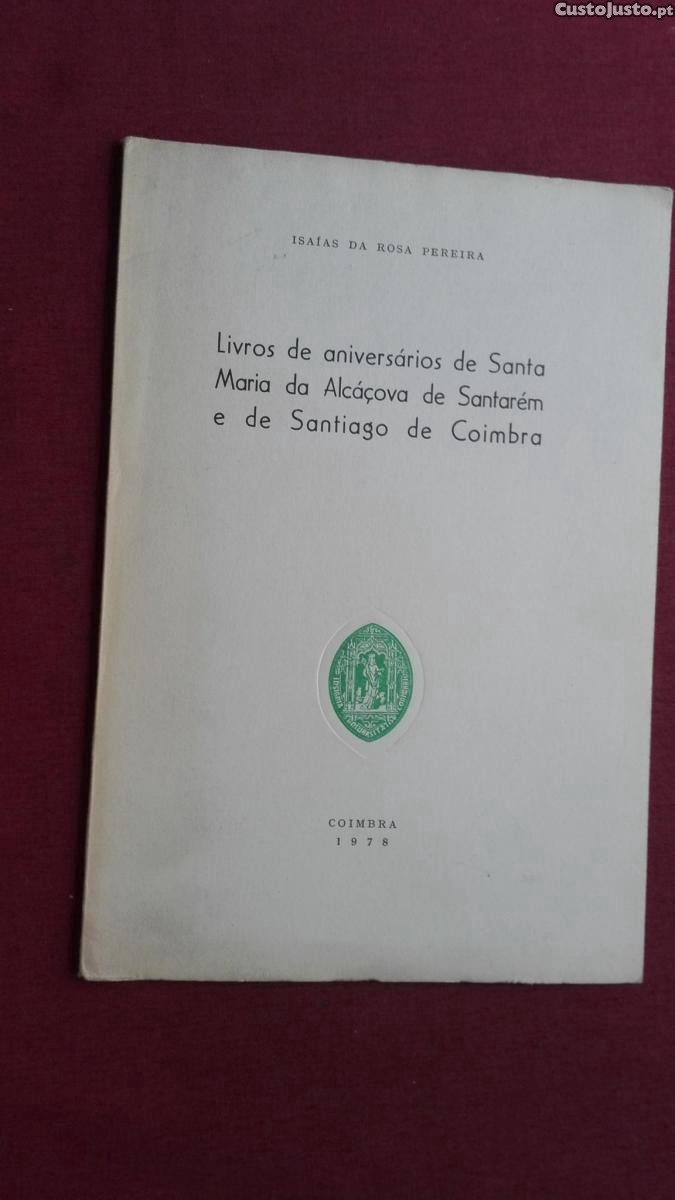 CustoJusto.pt
ISAÍAS DA ROSA PEREIRA
Livros de aniversários de Santa
Maria da Alcáçova de Santarém
e de Santiago de Coimbra
COIMBRA
1978